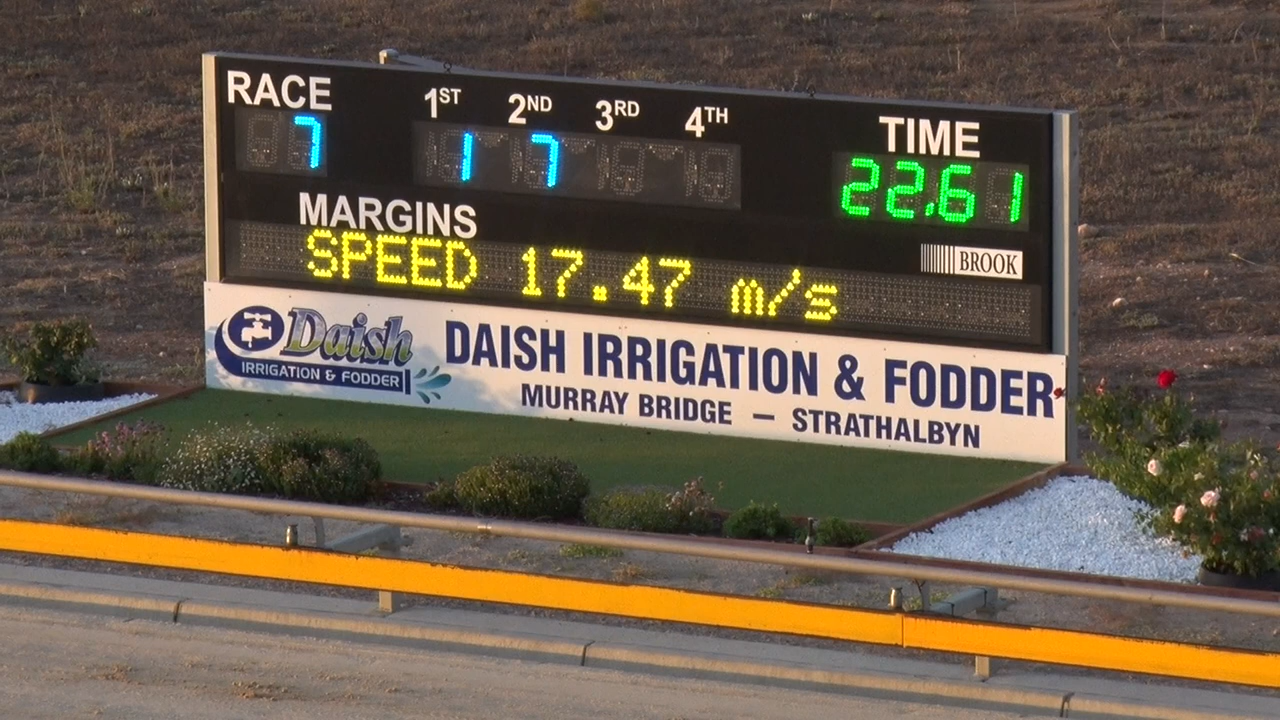 RACE 1ST 2ND 3RD 4TH TIME
7 1 7 22.61
MARGINS
BROOK
SPEED 17.47 m/s
Daish
IRRIGATION & FODDER
DAISH IRRIGATION & FODDER
MURRAY BRIDGE — STRATHALBYN